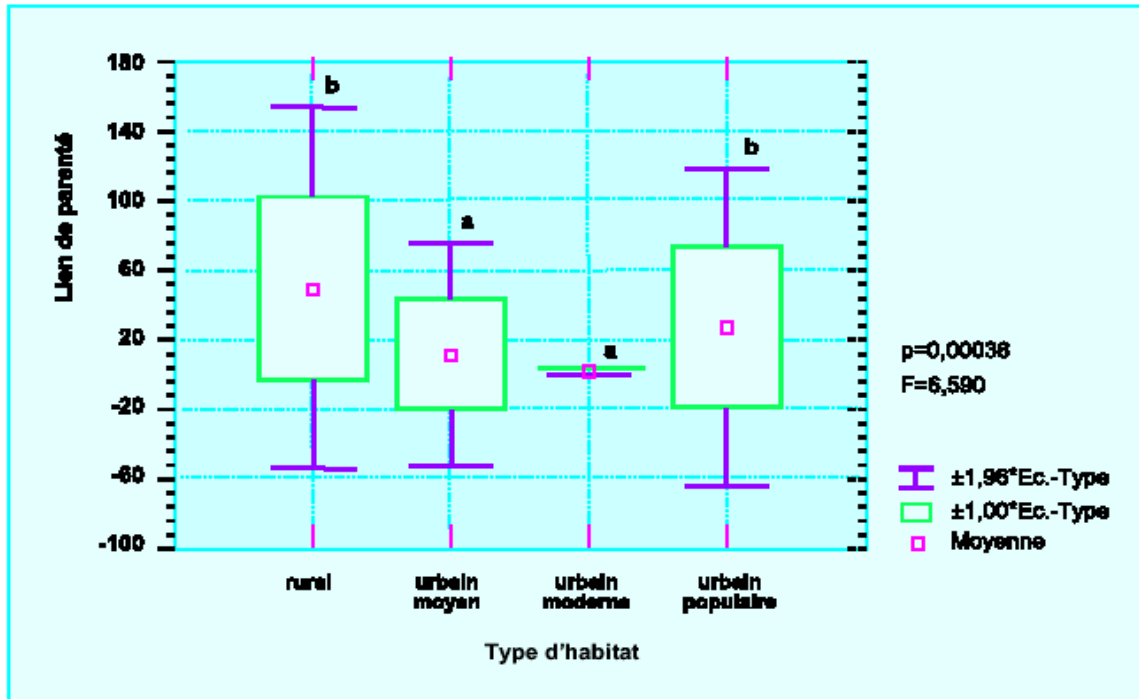 180
140
100
60
20
-20
-60
-100
Lien de parenté
b
a
a
b
p=0,00038
F=6,590
±1,96*Ec.-Type
±1,00*Ec.-Type
Moyenne
rural
urbain
moyen
urbain
moderne
urbain
populaire
Type d'habitat